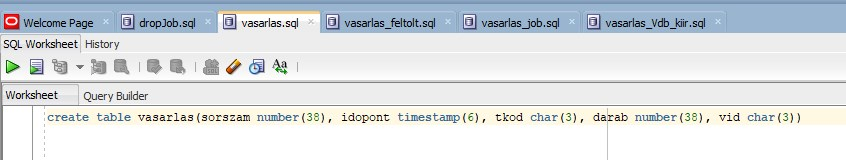 Welcome Page dropJob.sql vasarlas.sql vasarlas_feltolt.sql vasarlas_job.sql vasarlas_Vdb_kiir.sql
SQL Worksheet History
Aa
Worksheet Query Builder
create table vasarlas(sorszam number(38), idopont timestamp(6), tkod char(3), darab number(38), vid char(3))